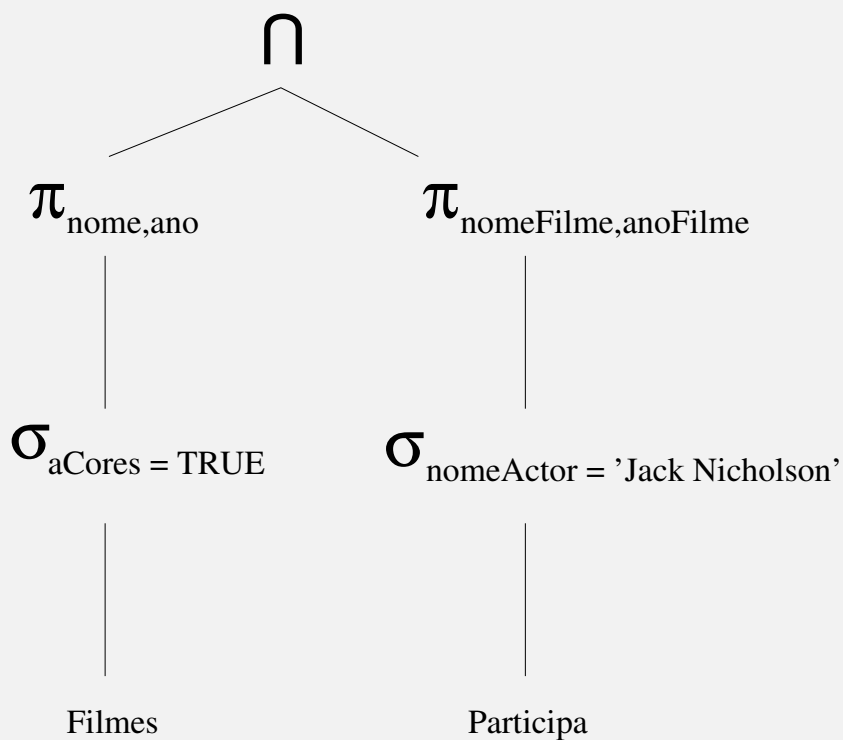 ∩
π nome,ano
π nomeFilme,anoFilme
σ aCores = TRUE
σ nomeActor = ’Jack Nicholson’
Filmes
Participa